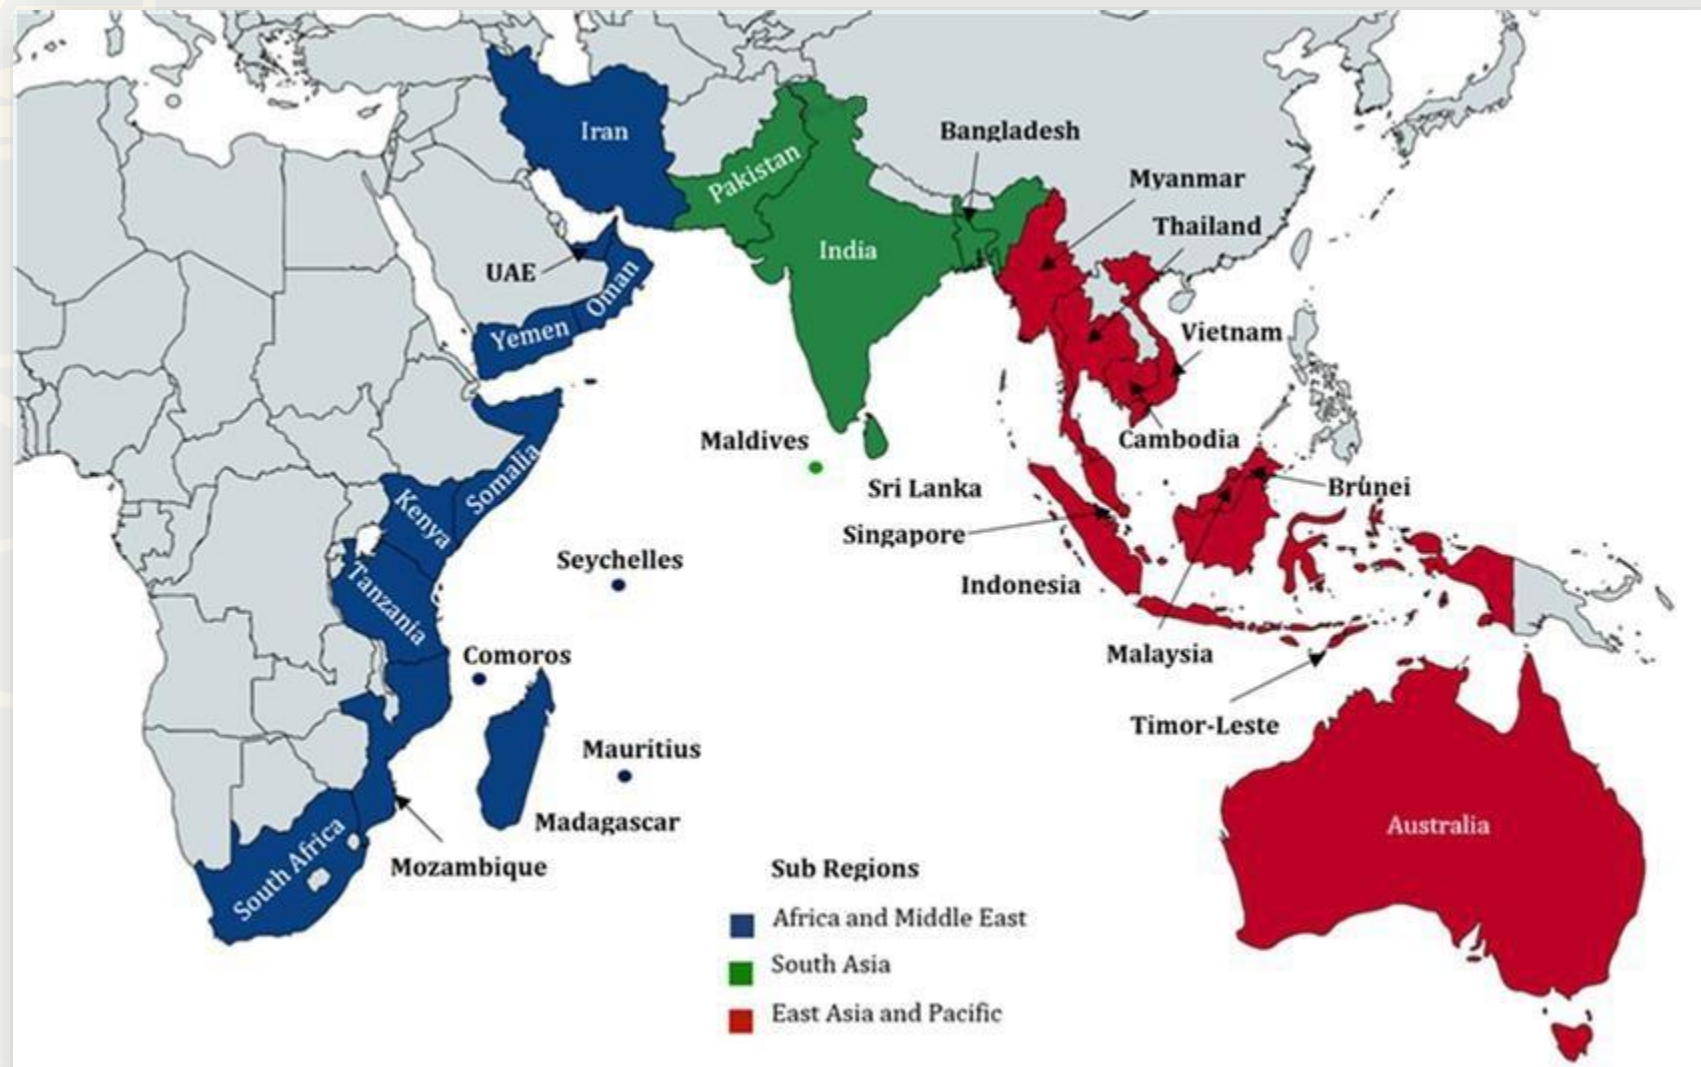 Iran
Bangladesh
Pakistan
Myanmar
Thailand
India
UAE
Oman
Yemen
Vietnam
Maldives
Cambodia
Somalia
Sri Lanka
Brunei
Kenya
Singapore
Seychelles
Indonesia
Tanzania
Comoros
Malaysia
Timor-Leste
Mauritius
Madagascar
Australia
South Africa
Mozambique
Sub Regions
Africa and Middle East
South Asia
East Asia and Pacific